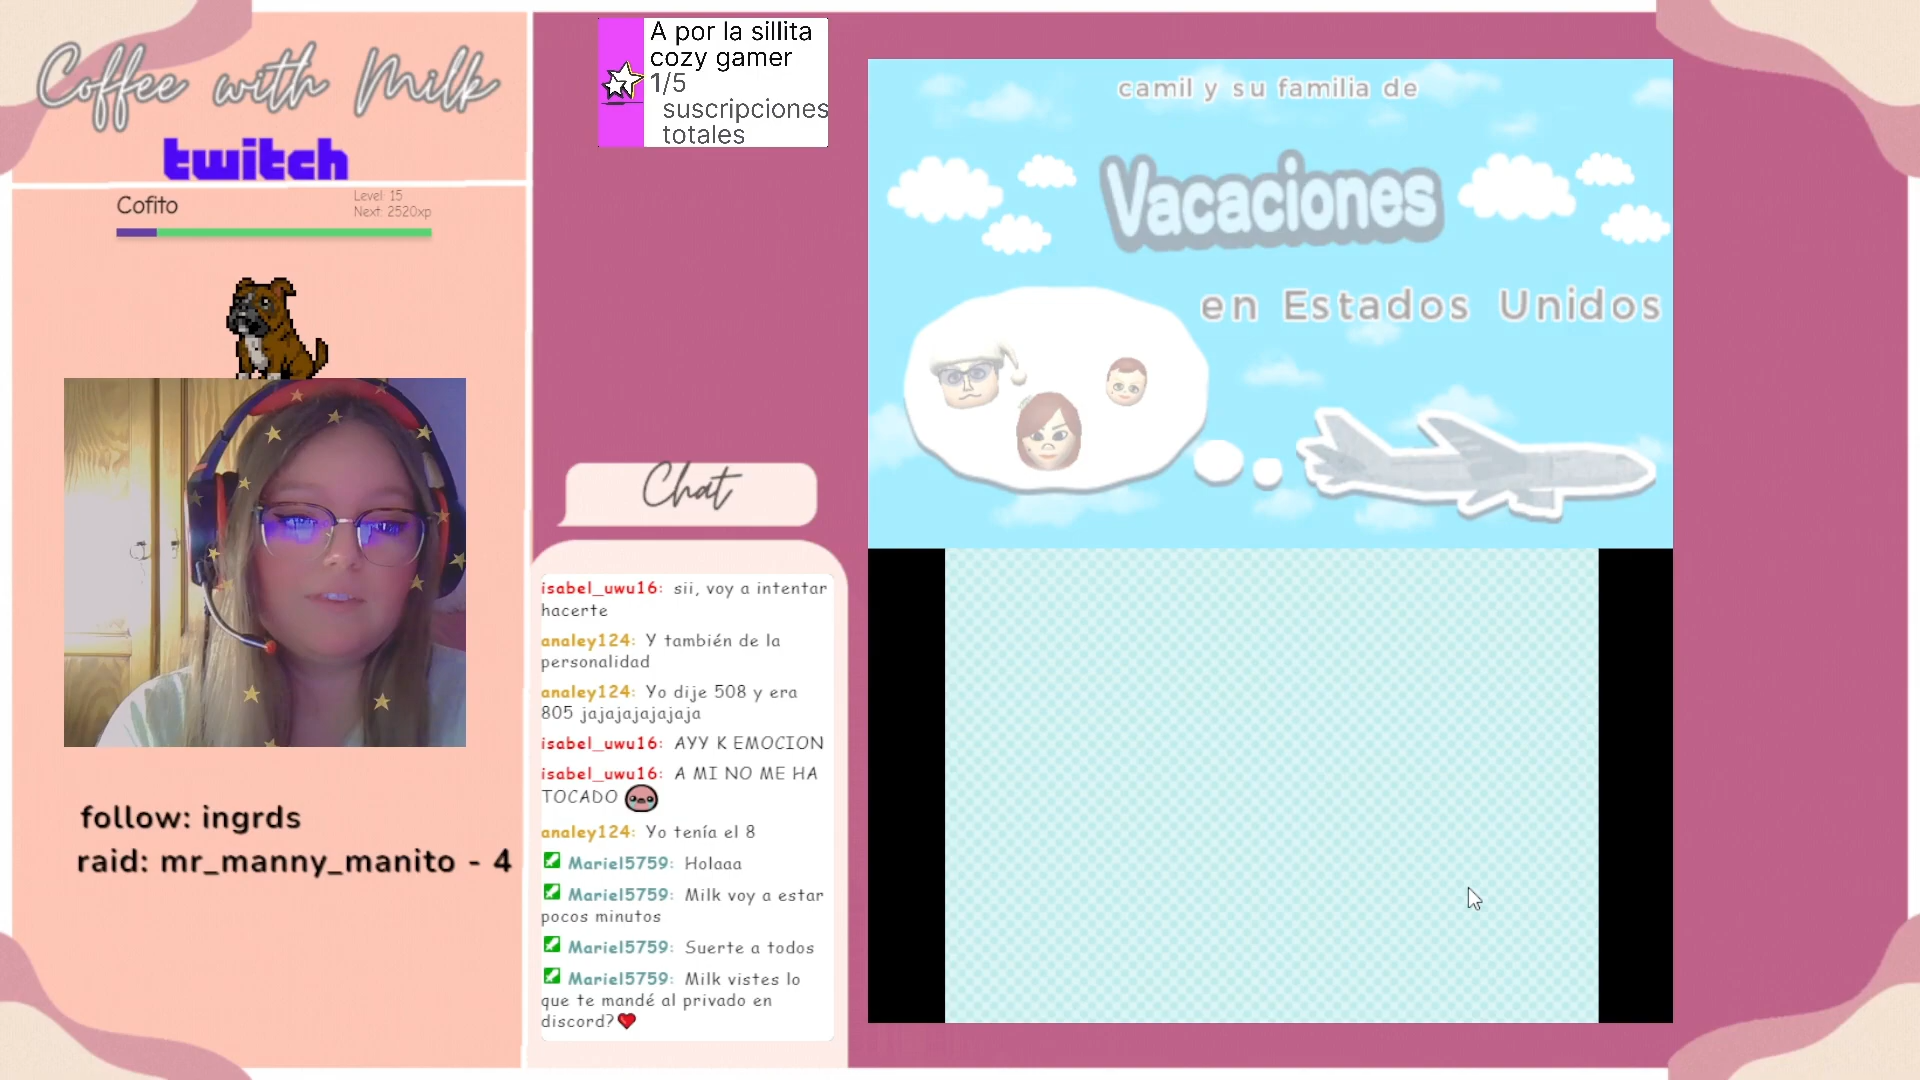 Coffee with Milk
twitch
Cofito
Level: 15
Next: 2520xp
follow: ingrds
raid: mr_manny_manito - 4
A por la sillita
cozy gamer
1/5
suscripciones
totales
Chat
isabel_uwu16: sii, voy a intentar
hacerte
analey124: Y también de la
personalidad
analey124: Yo dije 508 y era
805 jajajajajajaja
isabel_uwu16: AYY K EMOCION
isabel_uwu16: A MI NO ME HA
TOCADO
analey124: Yo tenía el 8
Mariel5759: Holaaa
Mariel5759: Milk voy a estar
pocos minutos
Mariel5759: Suerte a todos
Mariel5759: Milk vistes lo
que te mandé al privado en
discord?❤
camil y su familia de
Vacaciones
en Estados Unidos